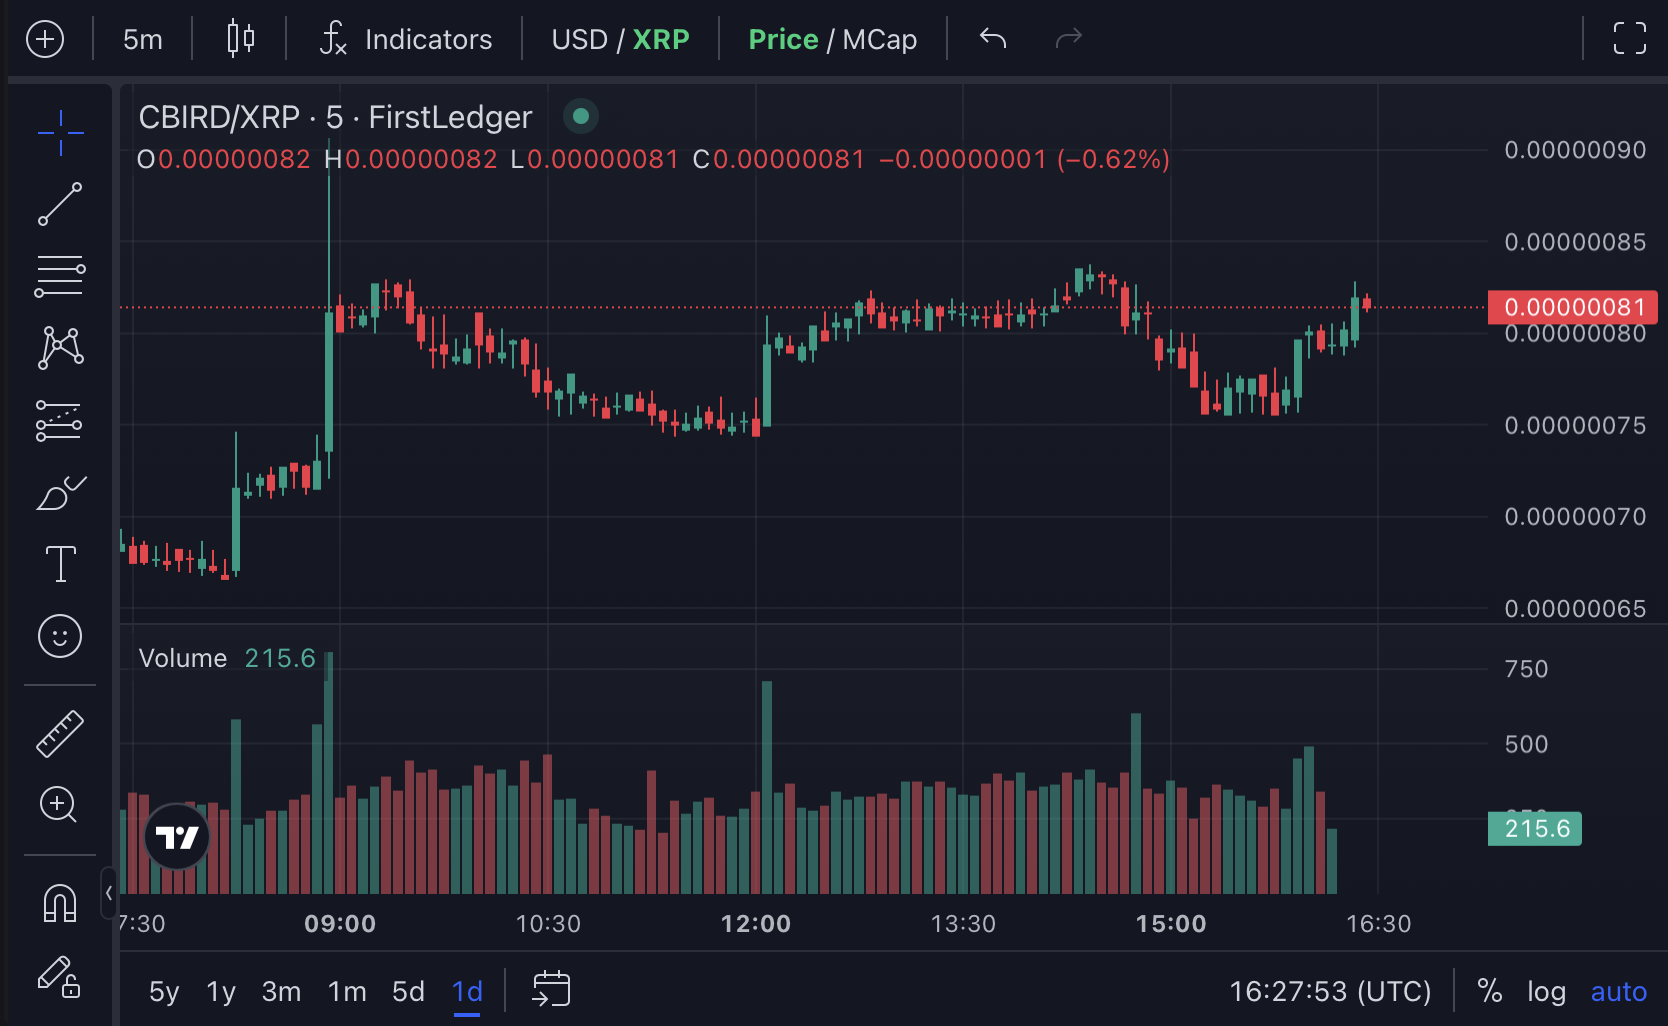 5m Indicators USD / XRP Price / MCap
CBIRD/XRP · 5 · FirstLedger
O0.00000082 H0.00000082 L0.00000081 C0.00000081 −0.00000001 (−0.62%)
0.00000090
0.00000085
0.00000081
0.00000080
0.00000075
0.00000070
0.00000065
Volume 215.6
750
500
215.6
7:30 09:00 10:30 12:00 13:30 15:00 16:30
5y 1y 3m 1m 5d 1d 16:27:53 (UTC) % log auto